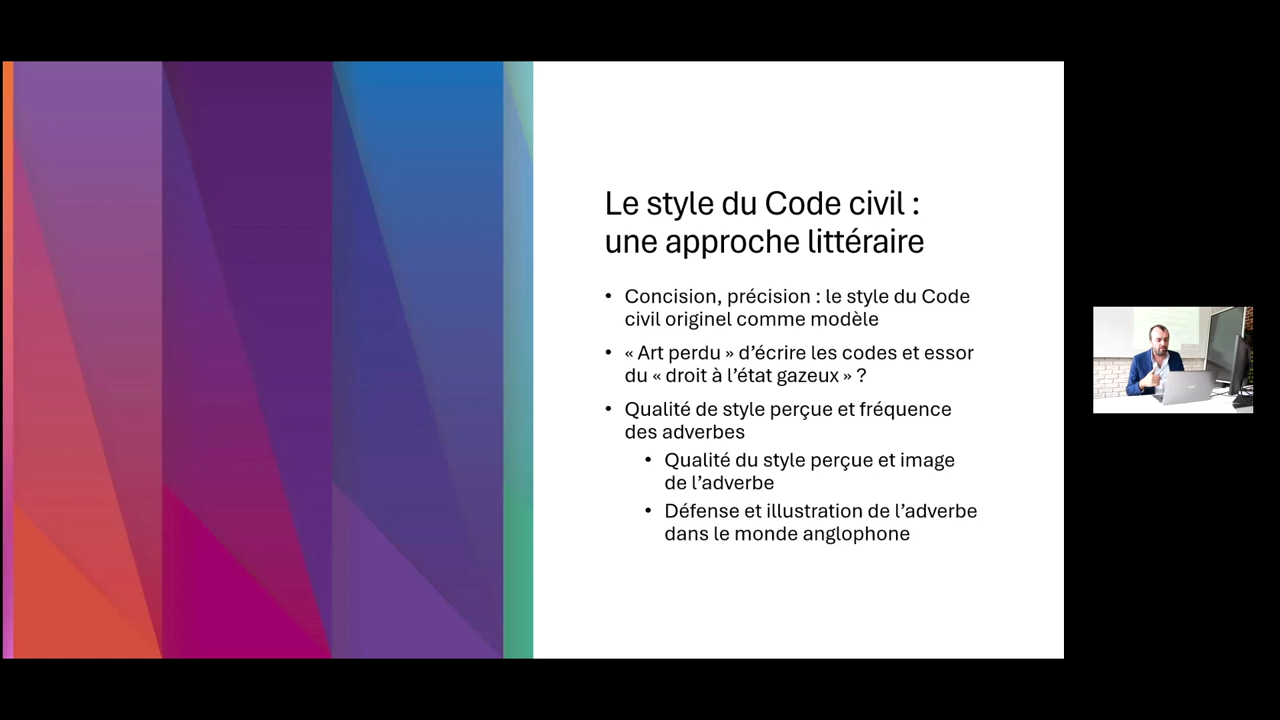 Le style du Code civil :
une approche littéraire
• Concision, précision : le style du Code
civil originel comme modèle
• « Art perdu » d’écrire les codes et essor
du « droit à l’état gazeux » ?
• Qualité de style perçue et fréquence
des adverbes
• Qualité du style perçue et image
de l’adverbe
• Défense et illustration de l’adverbe
dans le monde anglophone